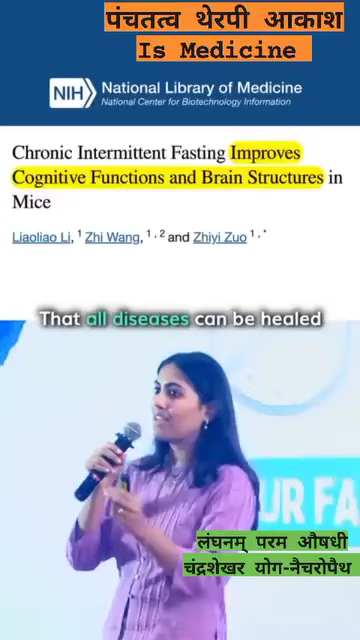 पंचतत्व थेरपी आकाश
Is Medicine
NIH
National Library of Medicine
National Center for Biotechnology Information
Chronic Intermittent Fasting Improves
Cognitive Functions and Brain Structures in
Mice
Liaoliao Li, 1 Zhi Wang, 1, 2 and Zhiyi Zuo 1, *
That all diseases can be healed
UR FA
लंघनम् परम औषधी
चंद्रशेखर योग-नैचरोपैथ